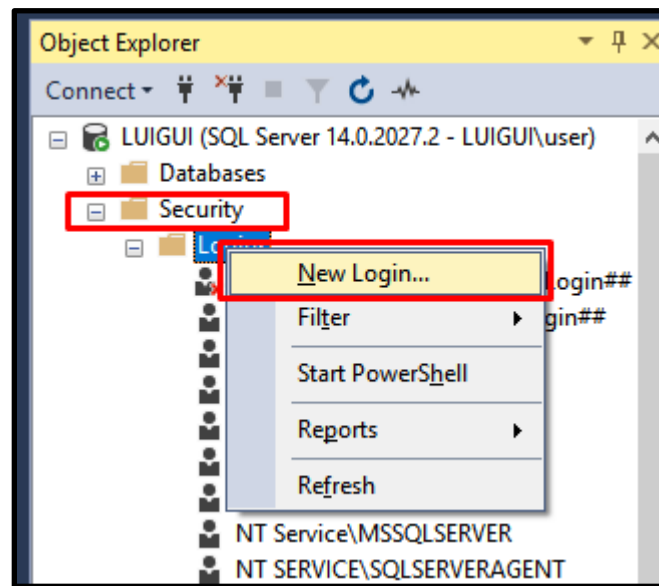 Object Explorer
Connect
LUIGUI (SQL Server 14.0.2027.2 - LUIGUI\user)
Databases
Security
New Login...
Login##
Filter
gin##
Start PowerShell
Reports
Refresh
NT Service\MSSQLSERVER
NT SERVICE\SQLSERVERAGENT